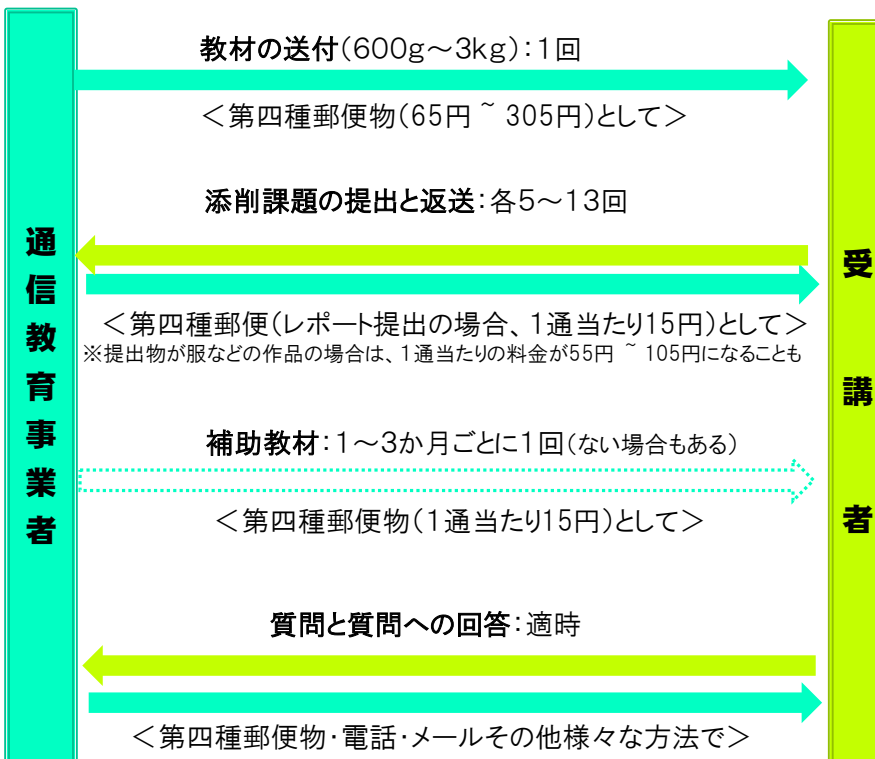 教材の送付(600g～3kg):1回
＜第四種郵便物(65円 ~ 305円)として＞
添削課題の提出と返送:各5～13回
＜第四種郵便(レポート提出の場合、1通当たり15円)として＞
※提出物が服などの作品の場合は、1通当たりの料金が55円 ~ 105円になることも
補助教材:1～3か月ごとに1回(ない場合もある)
＜第四種郵便物(1通当たり15円)として＞
質問と質問への回答:適時
＜第四種郵便物・電話・メールその他様々な方法で＞
通信教育事業者
受講者